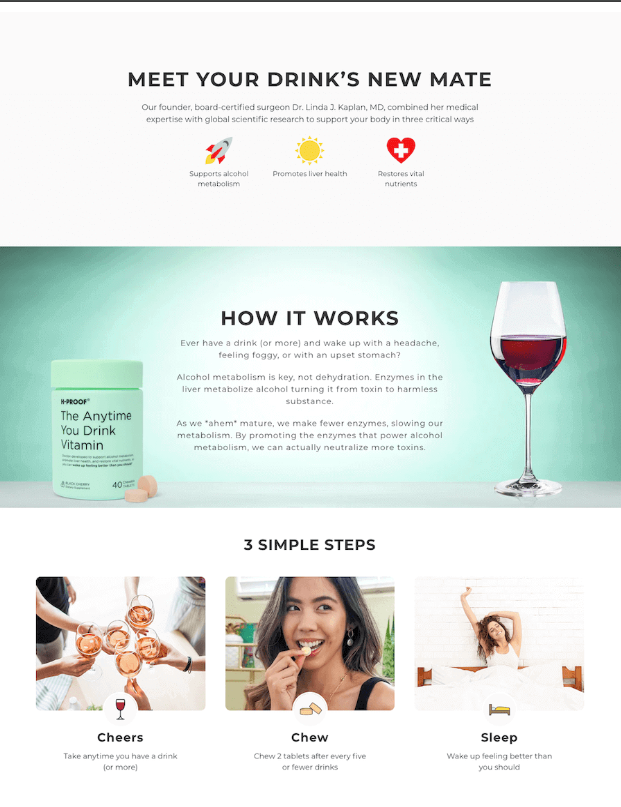 MEET YOUR DRINK’S NEW MATE
Our founder, board-certified surgeon Dr. Linda J. Kaplan, MD, combined her medical
expertise with global scientific research to support your body in three critical ways
Supports alcohol
metabolism
Promotes liver health
Restores vital
nutrients
HOW IT WORKS
Ever have a drink (or more) and wake up with a headache,
feeling foggy, or with an upset stomach?
Alcohol metabolism is key, not dehydration. Enzymes in the
liver metabolize alcohol turning it from toxin to harmless
substance.
As we *ahem* mature, we make fewer enzymes, slowing our
metabolism. By promoting the enzymes that power alcohol
metabolism, we can actually neutralize more toxins.
H-PROOF
The Anytime
You Drink
Vitamin
40
3 SIMPLE STEPS
Cheers
Take anytime you have a drink
(or more)
Chew
Chew 2 tablets after every five
or fewer drinks
Sleep
Wake up feeling better than
you should